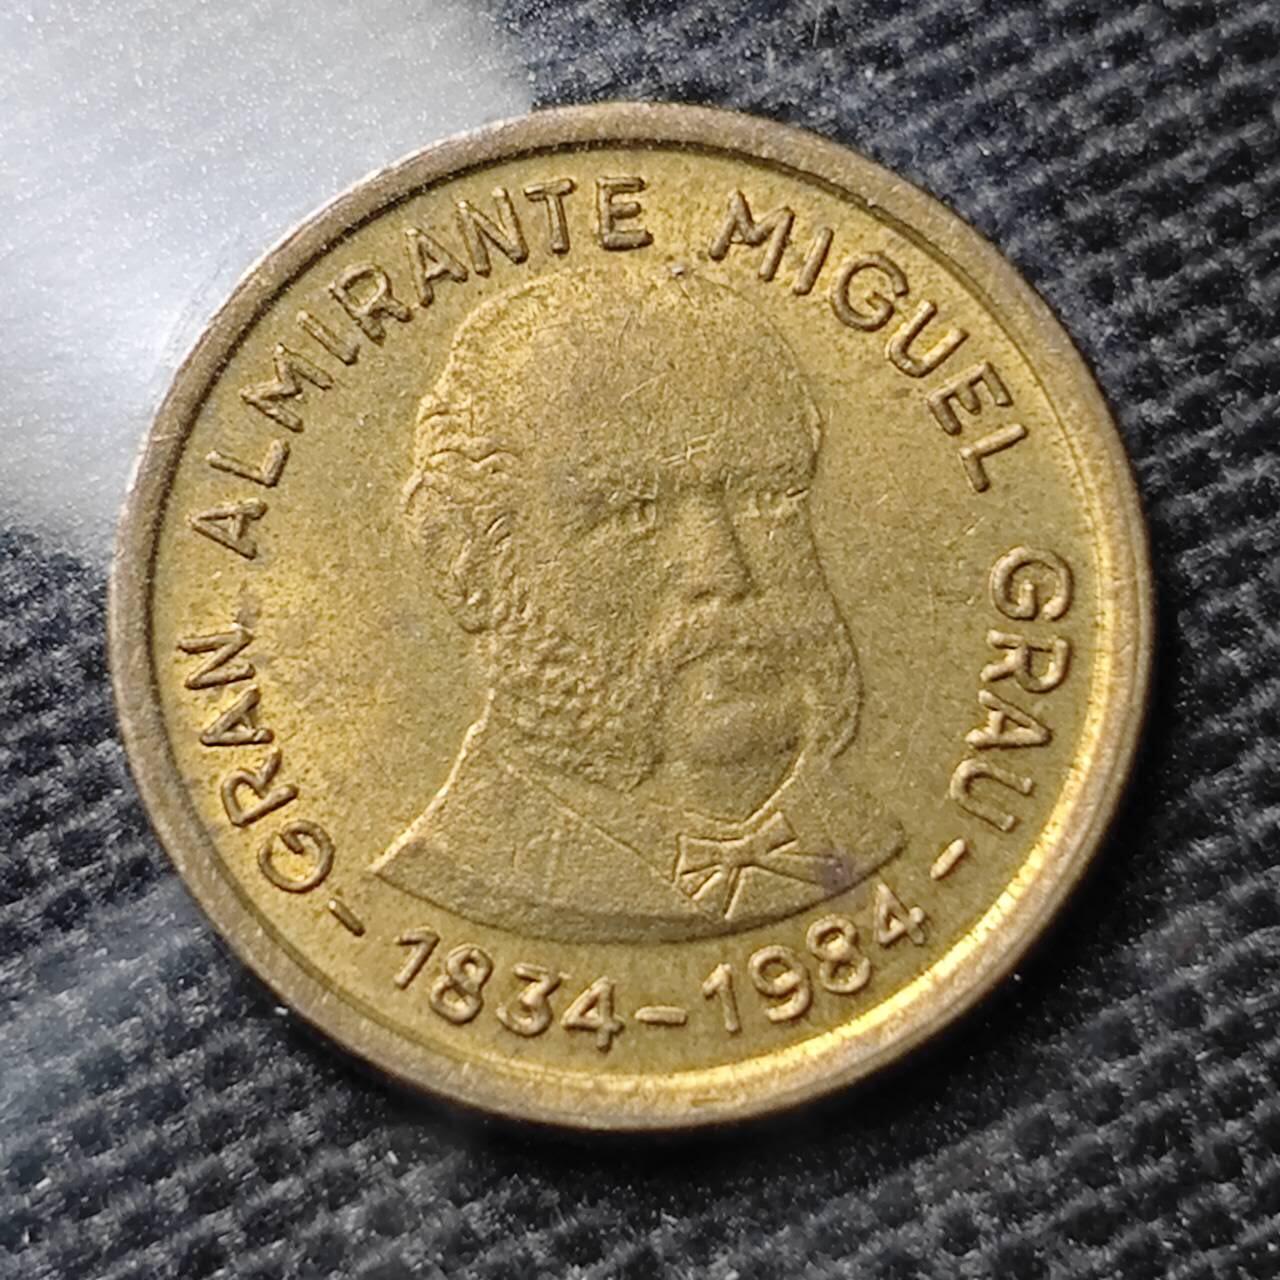 GRAN ALMIRANTE MIGUEL GRAU
- 1834-1984 -